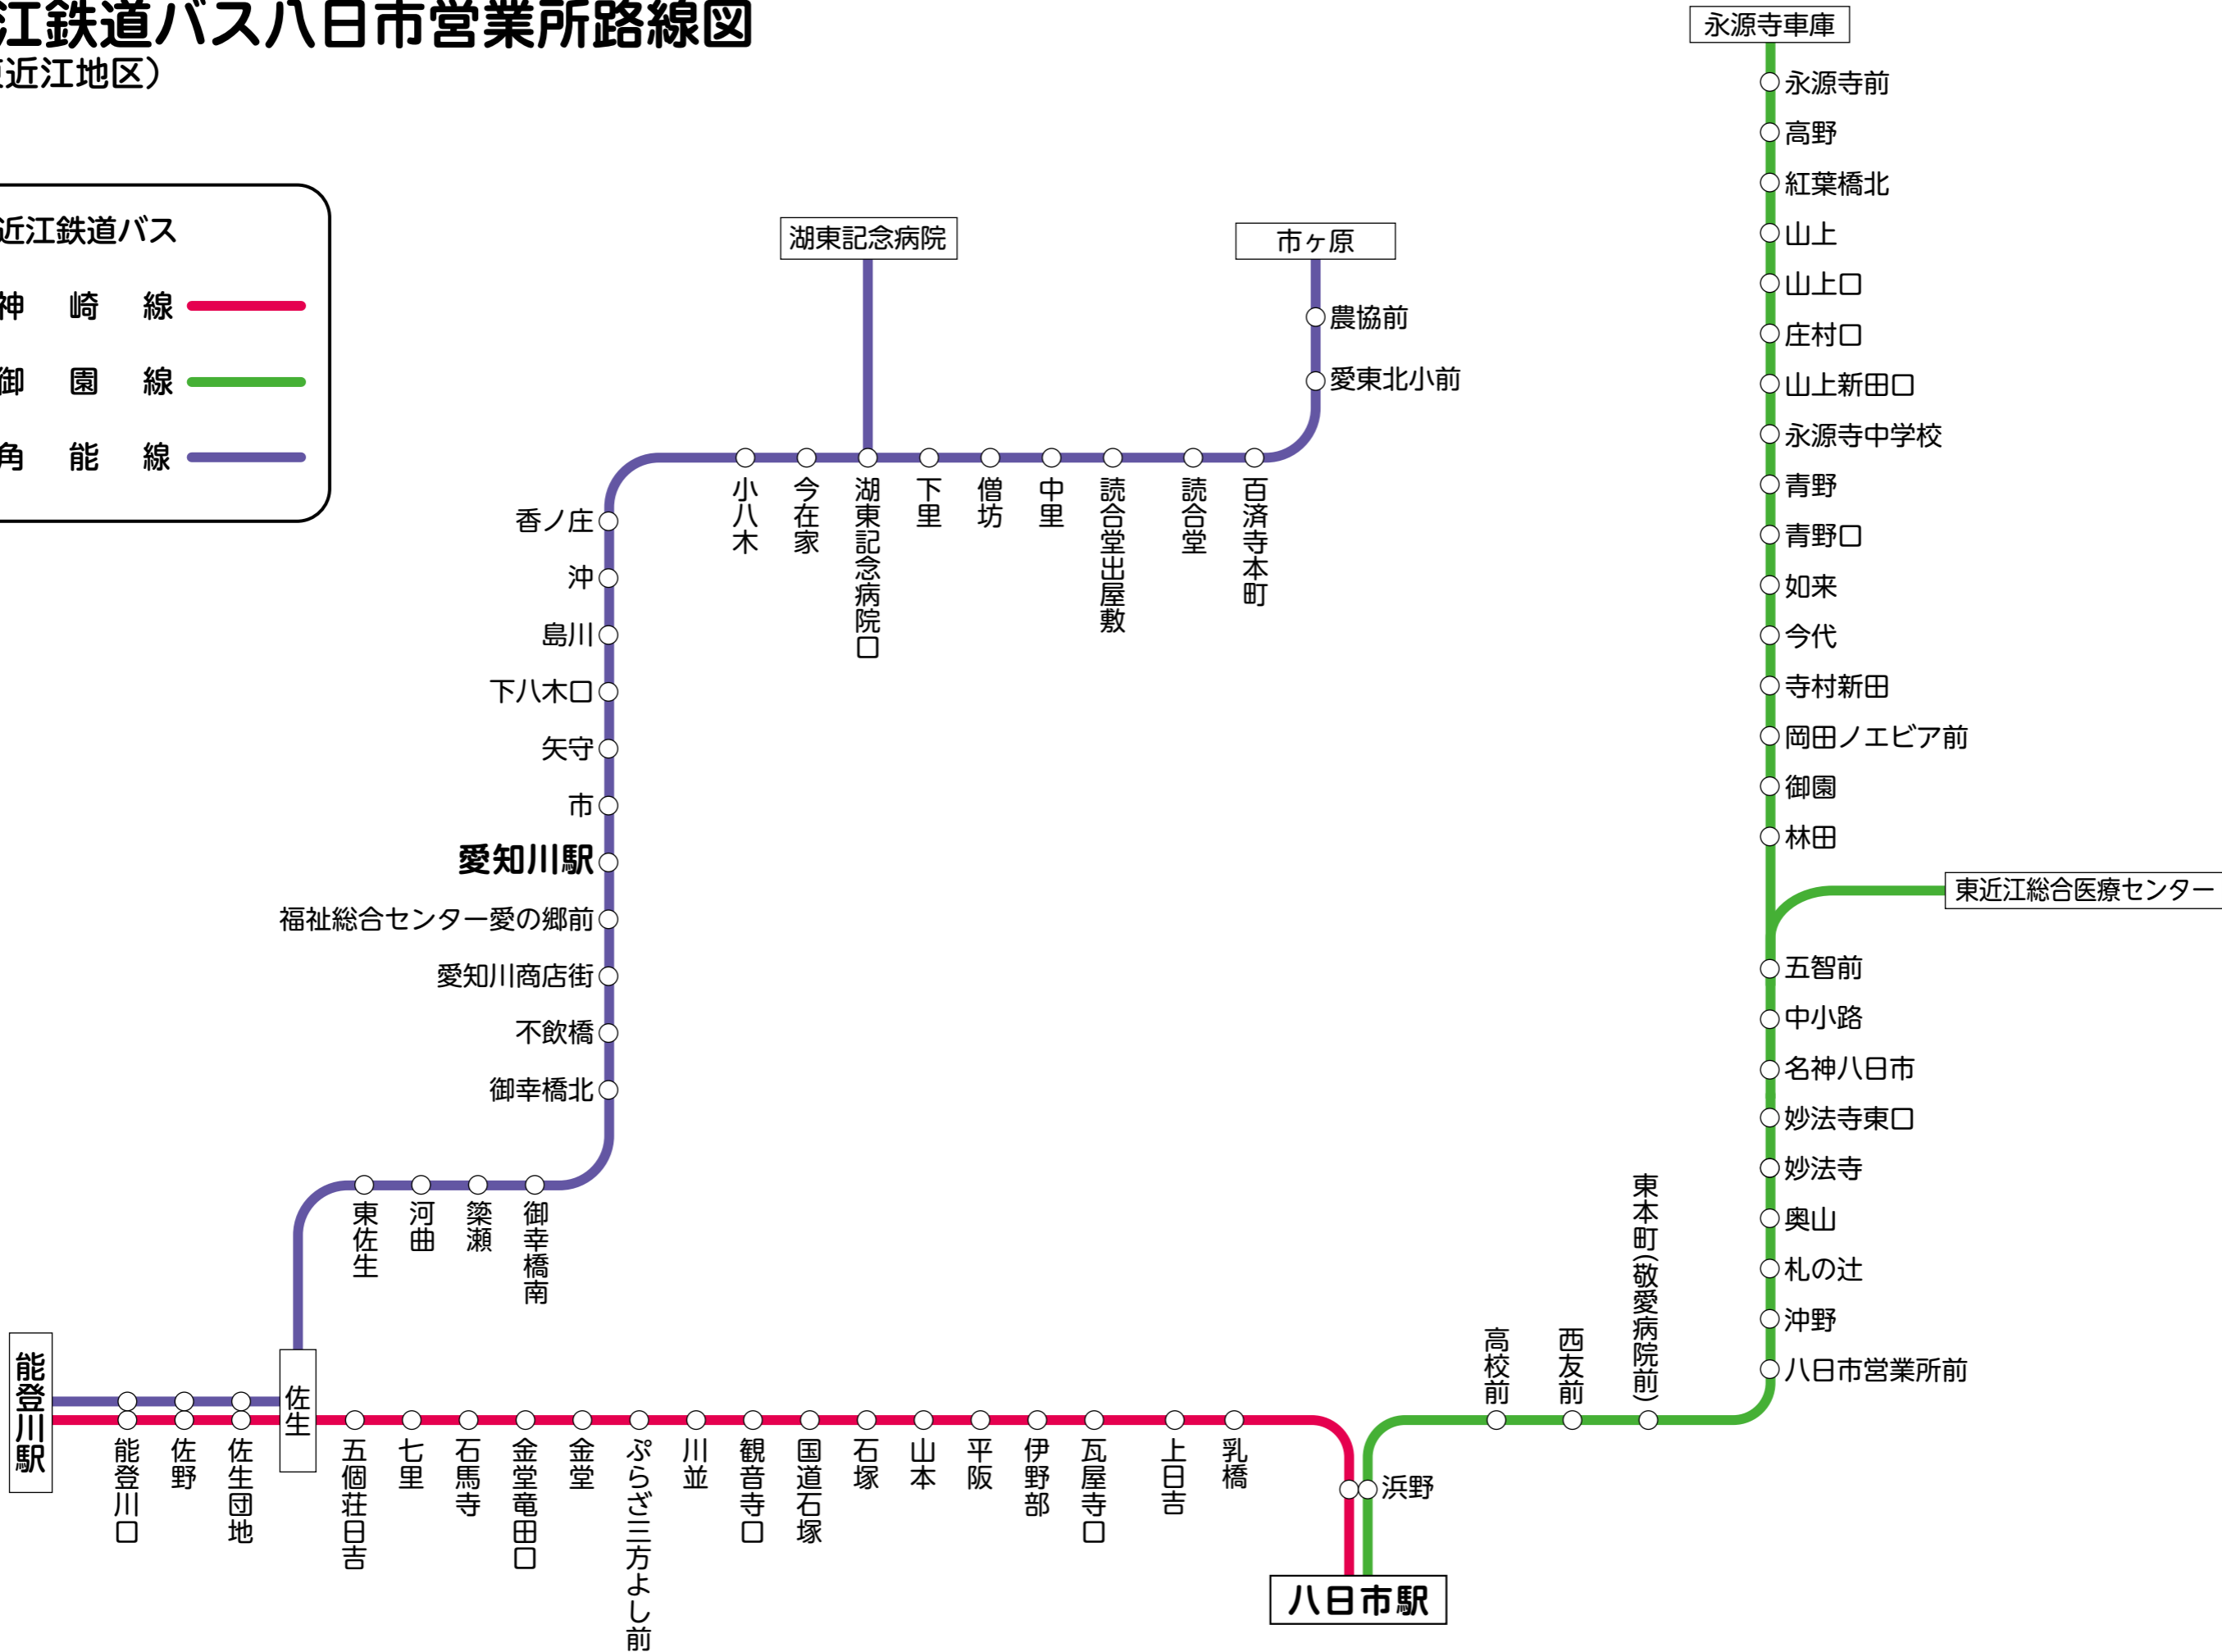 江鉄道バス八日市営業所路線図
東近江地区）
近江鉄道バス
神崎線
御園線
角能線
永源寺車庫
永源寺前
高野
紅葉橋北
山上
山上口
庄村口
山上新田口
永源寺中学校
青野
青野口
如来
今代
寺村新田
岡田ノエビア前
御園
林田
東近江総合医療センター
五智前
中小路
名神八日市
妙法寺東口
妙法寺
奥山
札の辻
沖野
八日市営業所前
東本町（敬愛病院前）
西友前
高校前
浜野
八日市駅
湖東記念病院
市ヶ原
農協前
愛東北小前
小八木
今在家
湖東記念病院口
下里
僧坊
中里
読合堂出屋敷
読合堂
百済寺本町
香ノ庄
沖
島川
下八木口
矢守
市
愛知川駅
福祉総合センター愛の郷前
愛知川商店街
不飲橋
御幸橋北
東佐生
河曲
簗瀬
御幸橋南
能登川駅
能登川口
佐野
佐生団地
佐生
五個荘日吉
七里
石馬寺
金堂竜田口
金堂
ぷらざ三方よし前
川並
観音寺口
国道石塚
石塚
山本
平阪
伊野部
瓦屋寺口
上日吉
乳橋